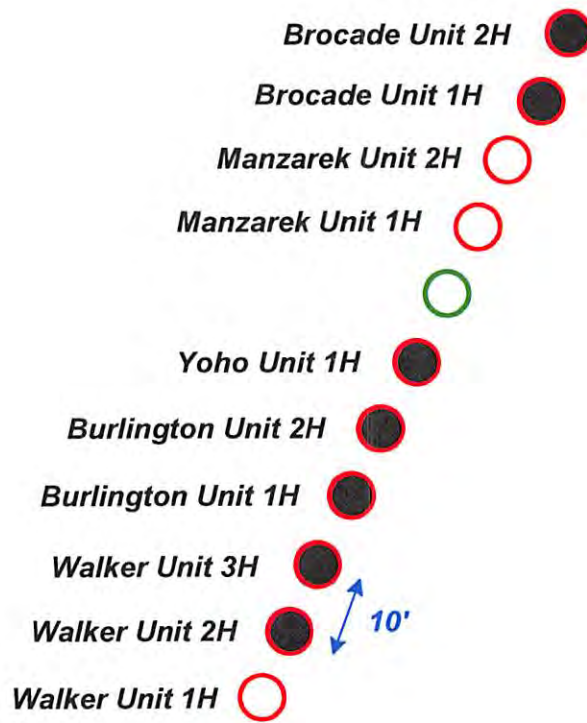 Brocade Unit 2H
Brocade Unit 1H
Manzarek Unit 2H
Manzarek Unit 1H
Yoho Unit 1H
Burlington Unit 2H
Burlington Unit 1H
Walker Unit 3H
10'
Walker Unit 2H
Walker Unit 1H